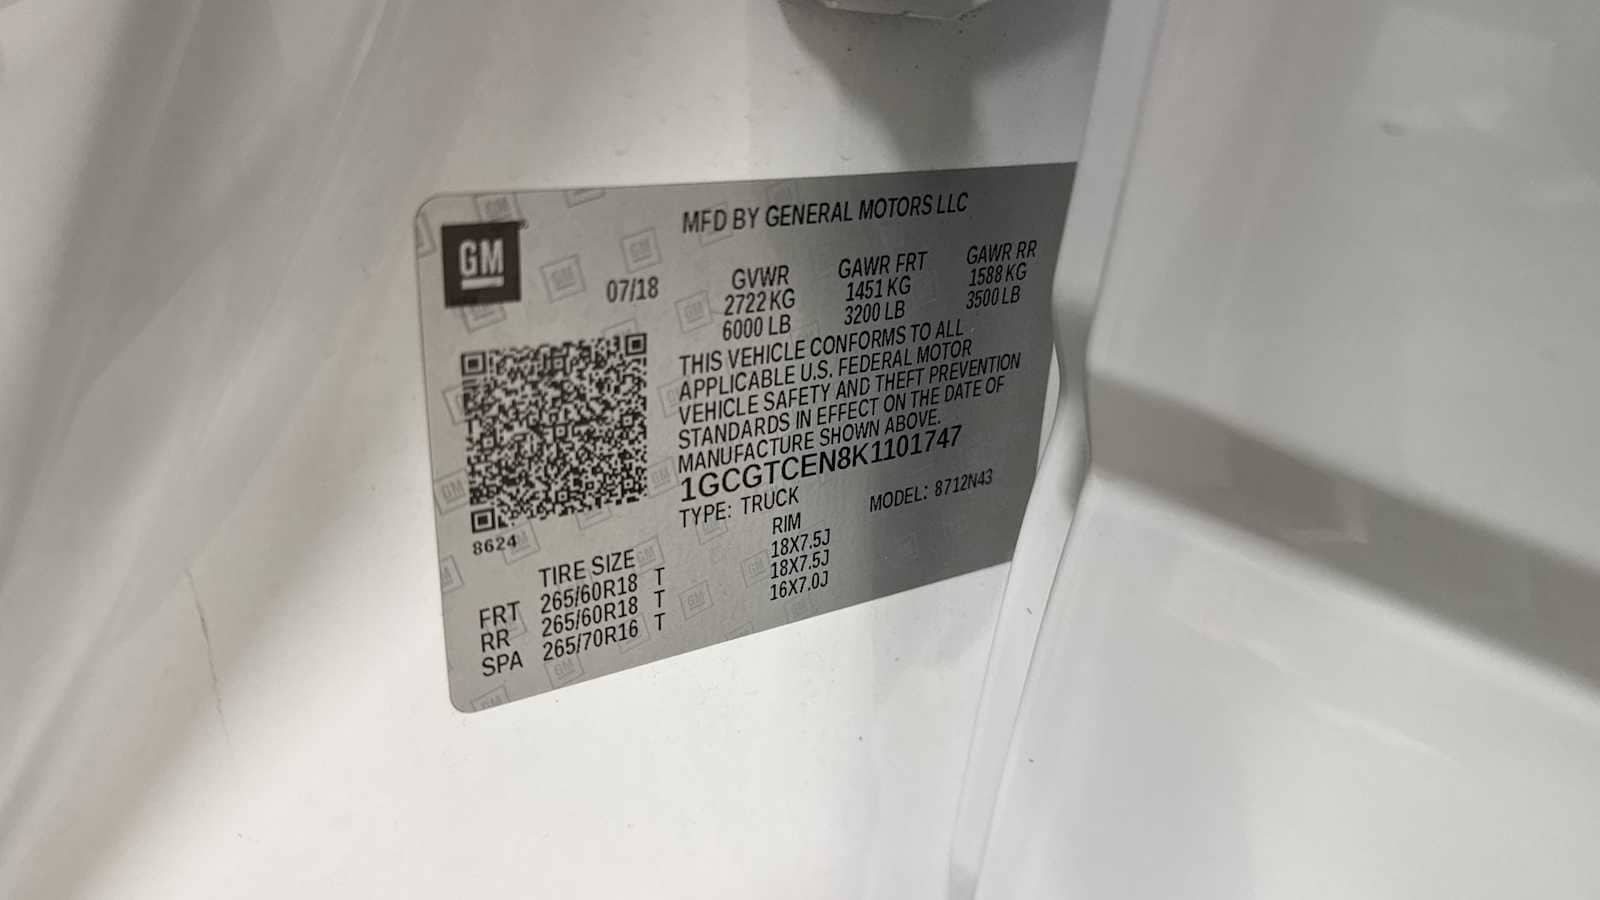 GM
MFD BY GENERAL MOTORS LLC
07/18
GVWR GAWR FRT GAWR RR
2722 KG 1451 KG 1588 KG
6000 LB 3200 LB 3500 LB
THIS VEHICLE CONFORMS TO ALL
APPLICABLE U.S. FEDERAL MOTOR
VEHICLE SAFETY AND THEFT PREVENTION
STANDARDS IN EFFECT ON THE DATE OF
MANUFACTURE SHOWN ABOVE.
1GCGTCEN8K1101747
TYPE: TRUCK MODEL: 8712N43
8624
TIRE SIZE RIM
FRT 265/60R18 T 18X7.5J
RR 265/60R18 T 18X7.5J
SPA 265/70R16 T 16X7.0J